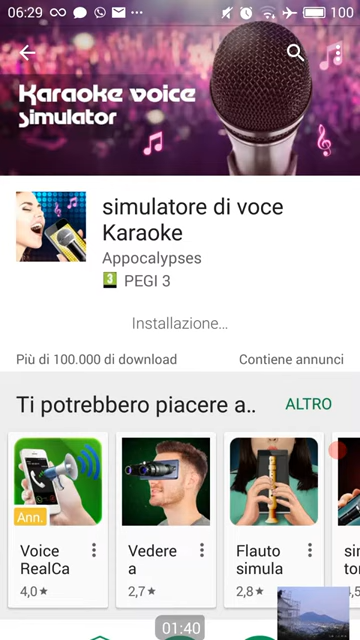 06:29
100
Karaoke voice
simulator
simulatore di voce
Karaoke
Appocalypses
3 PEGI 3
Installazione...
Più di 100.000 di download
Contiene annunci
Ti potrebbero piacere a..
ALTRO
Ann.
Voice
RealCa
4,0★
Vedere
a
2,7★
Flauto
simula
2,8★
01:40